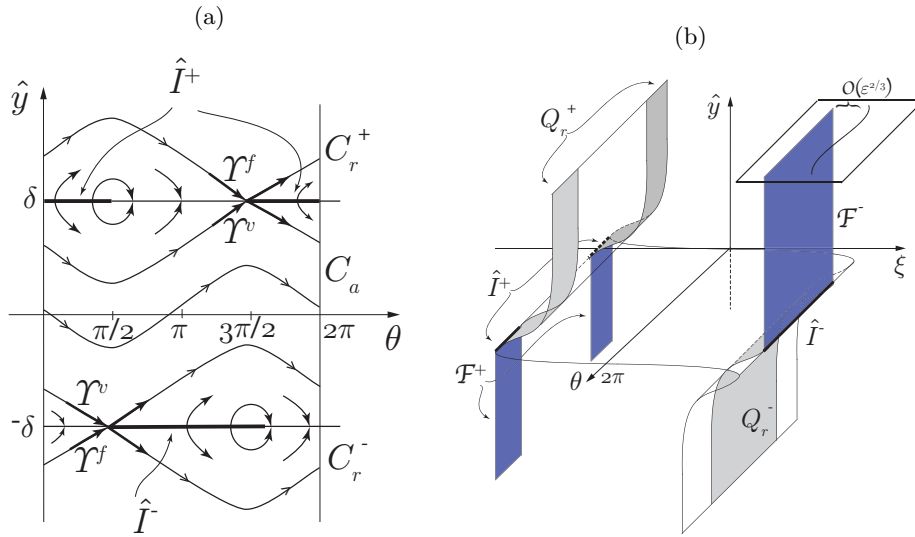 (a)
ŷ
Î⁺
C_r⁺
ϒᶠ
δ
ϒᵛ
C_a
π/2
π
3π/2
2π
θ
ϒᵛ
⁻δ
ϒᶠ
C_r⁻
Î⁻
(b)
Q_r⁺
ŷ
O(ε^{2/3})
F⁻
Î⁺
ξ
F⁺
θ
2π
Î⁻
Q_r⁻